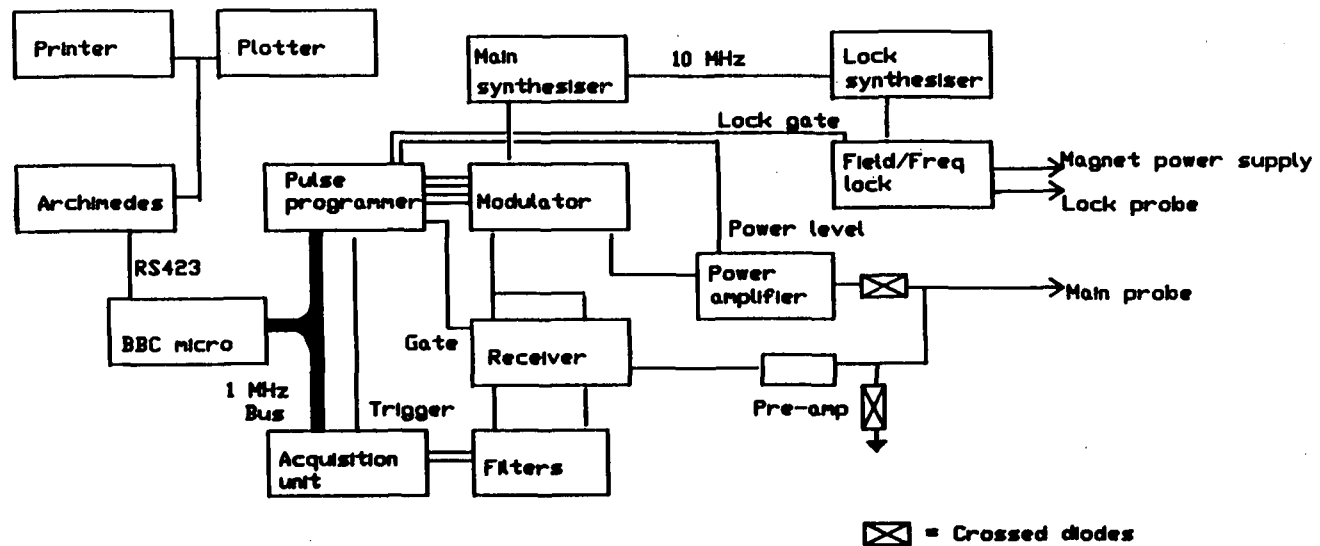 Printer
Plotter
Main
synthesiser
10 MHz
Lock
synthesiser
Lock gate
Pulse
programmer
Modulator
Field/Freq
lock
Magnet power supply
Lock probe
Archimedes
RS423
Power level
Power
amplifier
Main probe
BBC micro
Gate
Receiver
1 MHz
Bus
Trigger
Pre-amp
Acquisition
unit
Filters
= Crossed diodes